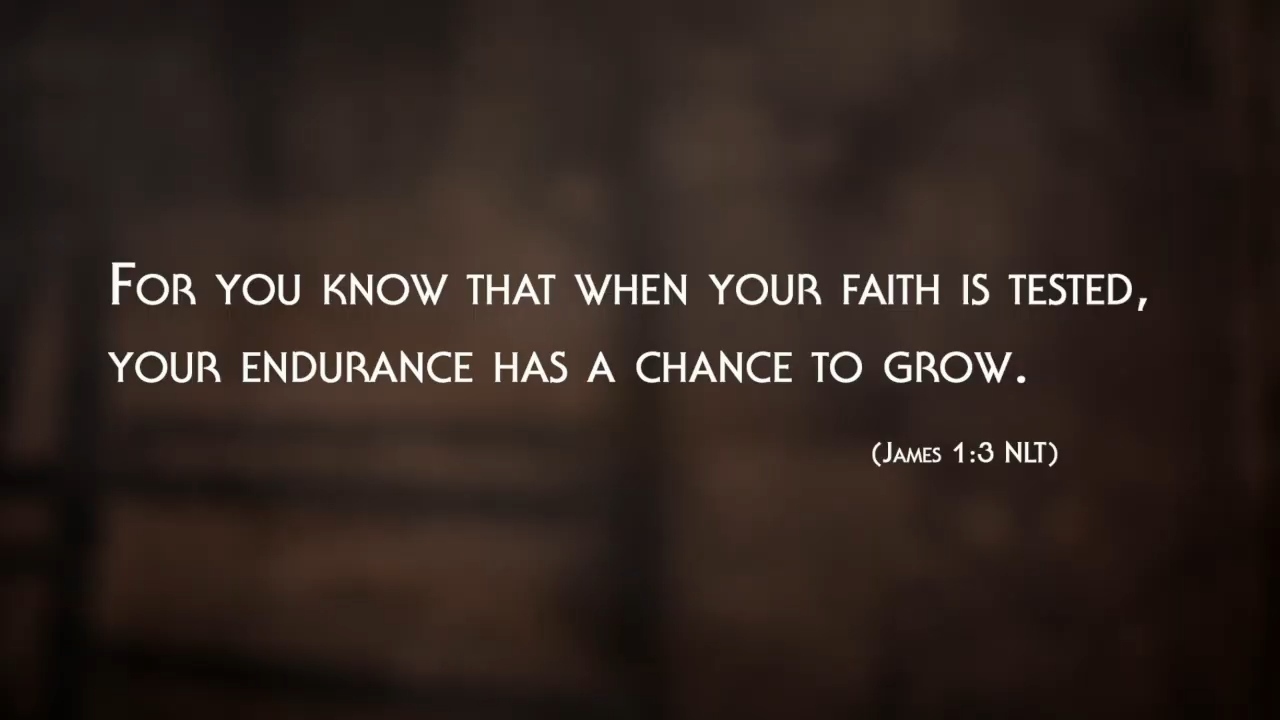 For you know that when your faith is tested,
your endurance has a chance to grow.
(James 1:3 NLT)